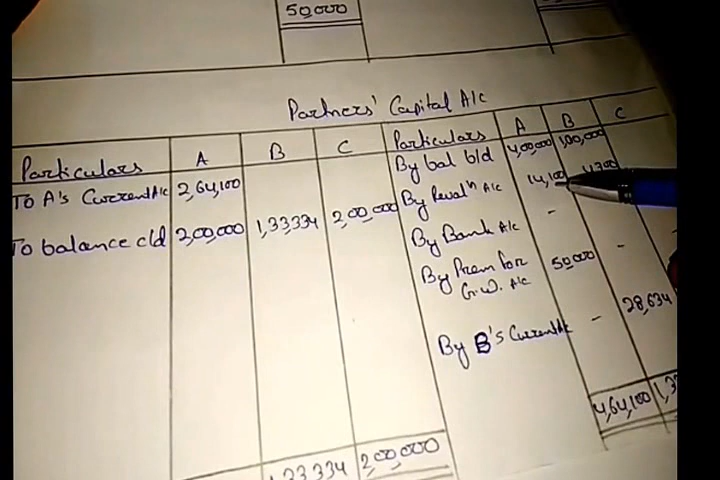 50,000
Partners' Capital A/c
Particulars A B C Particulars A B C
To A's Current A/c 2,64,100 By bal b/d 4,00,000 1,00,000
By Reval'n A/c 14,100 4,700
To balance c/d 2,00,000 1,33,334 2,00,000 By Bank A/c -
By Prem for G.W. A/c 50,000 -
By B's Current A/c - 28,634
4,64,100
1,33,334 2,00,000